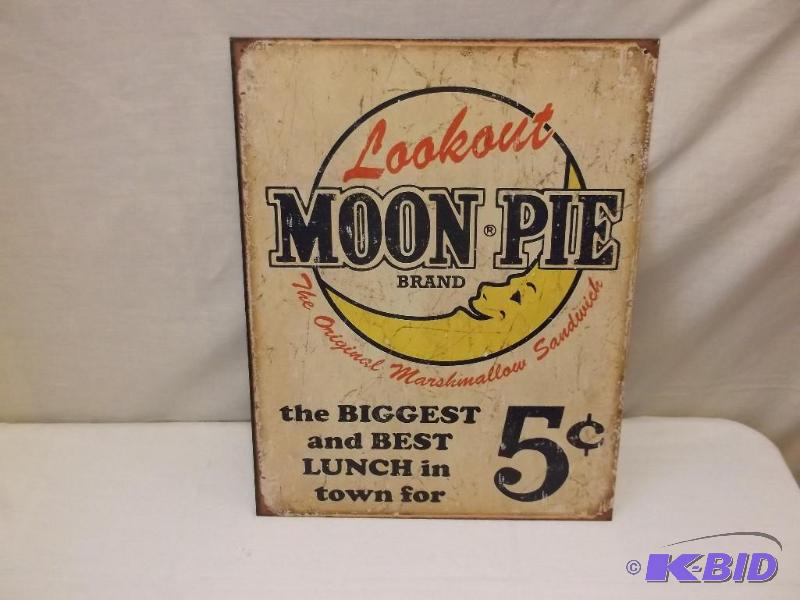 Lookout
MOON® PIE
BRAND
The Original Marshmallow Sandwich
the BIGGEST
and BEST
LUNCH in
town for
5¢
© K-BID